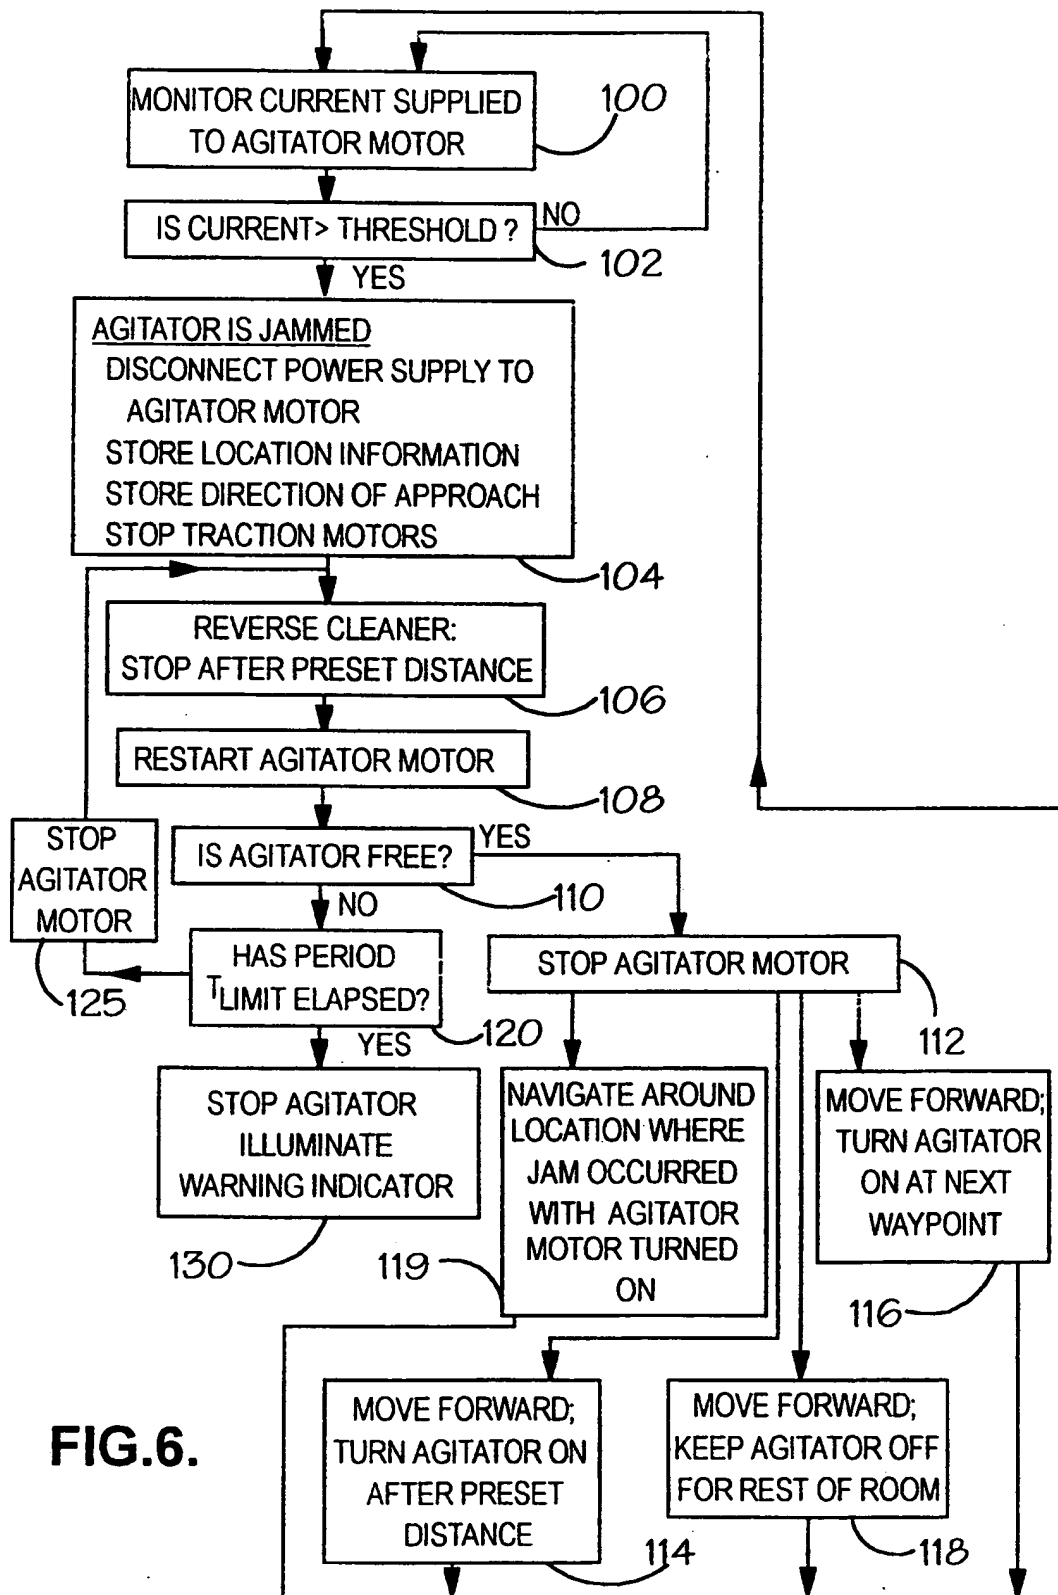 MONITOR CURRENT SUPPLIED
TO AGITATOR MOTOR
100
IS CURRENT> THRESHOLD ?
NO
102
YES
AGITATOR IS JAMMED
DISCONNECT POWER SUPPLY TO
AGITATOR MOTOR
STORE LOCATION INFORMATION
STORE DIRECTION OF APPROACH
STOP TRACTION MOTORS
104
REVERSE CLEANER:
STOP AFTER PRESET DISTANCE
106
RESTART AGITATOR MOTOR
108
IS AGITATOR FREE?
YES
110
NO
STOP
AGITATOR
MOTOR
125
HAS PERIOD
TLIMIT ELAPSED?
120
YES
STOP AGITATOR
ILLUMINATE
WARNING INDICATOR
130
STOP AGITATOR MOTOR
112
NAVIGATE AROUND
LOCATION WHERE
JAM OCCURRED
WITH AGITATOR
MOTOR TURNED
ON
119
MOVE FORWARD;
TURN AGITATOR
ON AT NEXT
WAYPOINT
116
MOVE FORWARD;
TURN AGITATOR ON
AFTER PRESET
DISTANCE
114
MOVE FORWARD;
KEEP AGITATOR OFF
FOR REST OF ROOM
118
FIG.6.